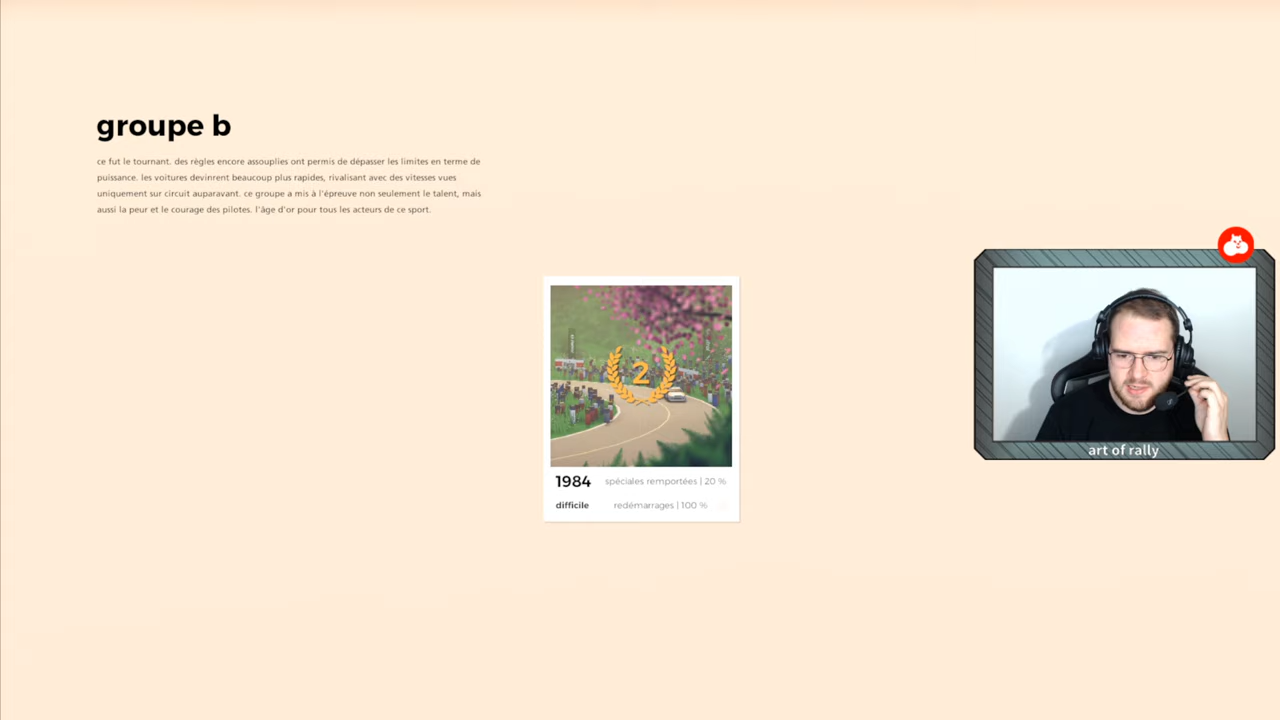 groupe b
ce fut le tournant. des règles encore assouplies ont permis de dépasser les limites en terme de
puissance. les voitures devinrent beaucoup plus rapides, rivalisant avec des vitesses vues
uniquement sur circuit auparavant. ce groupe a mis à l'épreuve non seulement le talent, mais
aussi la peur et le courage des pilotes. l'âge d'or pour tous les acteurs de ce sport.
2
1984 spéciales remportées | 20 %
difficile redémarrages | 100 %
art of rally